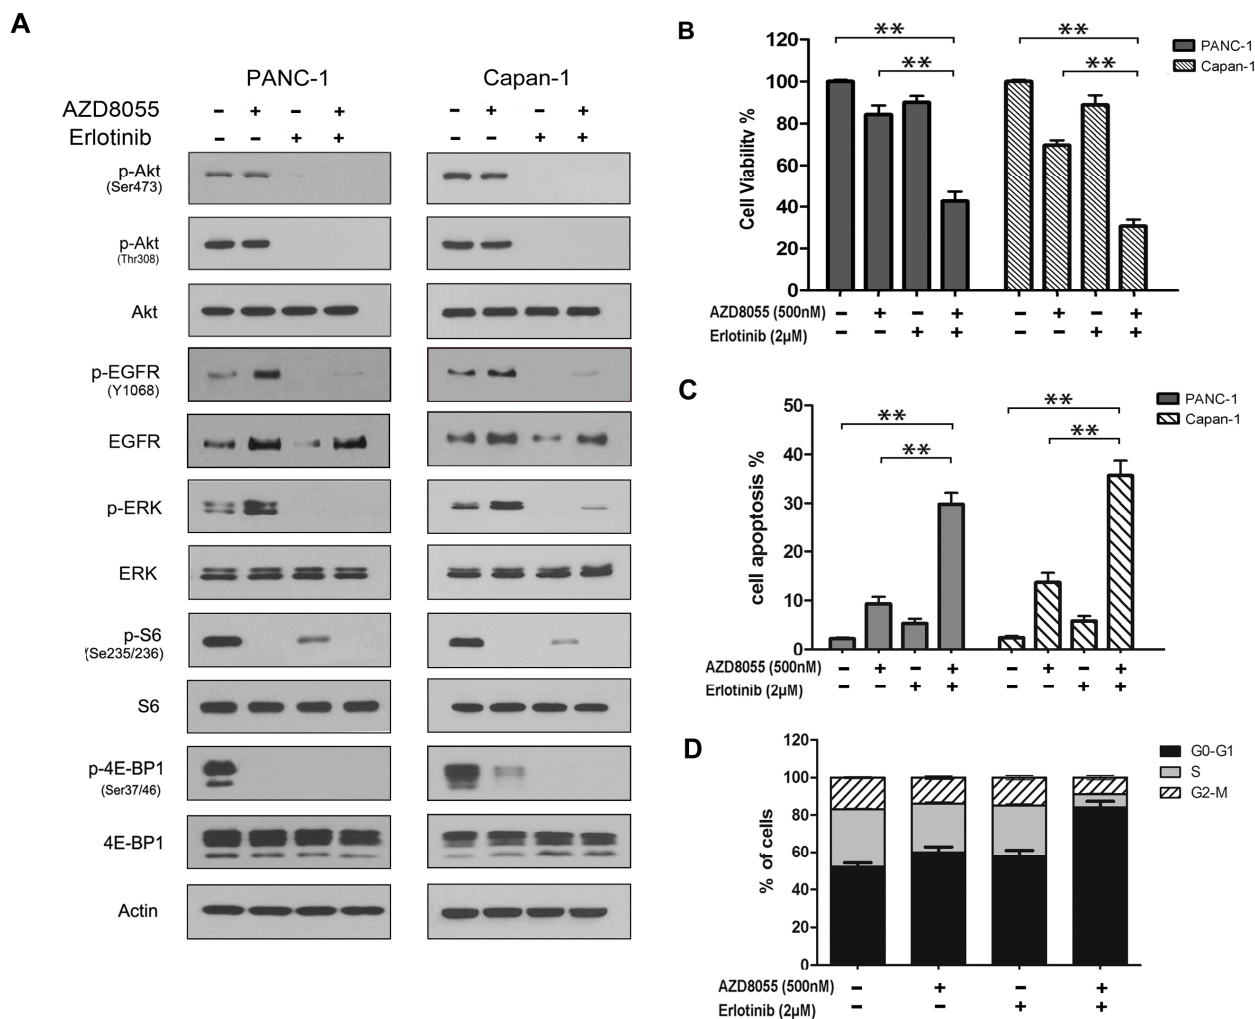 A
PANC-1 Capan-1
AZD8055 - + - + - + - +
Erlotinib - - + + - - + +
p-Akt
(Ser473)
p-Akt
(Thr308)
Akt
p-EGFR
(Y1068)
EGFR
p-ERK
ERK
p-S6
(Se235/236)
S6
p-4E-BP1
(Ser37/46)
4E-BP1
Actin
B
PANC-1
Capan-1
** **
** **
Cell Viability %
120
100
80
60
40
20
0
AZD8055 (500nM) - + - + - + - +
Erlotinib (2μM) - - + + - - + +
C
PANC-1
Capan-1
** **
** **
cell apoptosis %
50
40
30
20
10
0
AZD8055 (500nM) - + - + - + - +
Erlotinib (2μM) - - + + - - + +
D
G0-G1
S
G2-M
% of cells
120
100
80
60
40
20
0
AZD8055 (500nM) - + - +
Erlotinib (2μM) - - + +